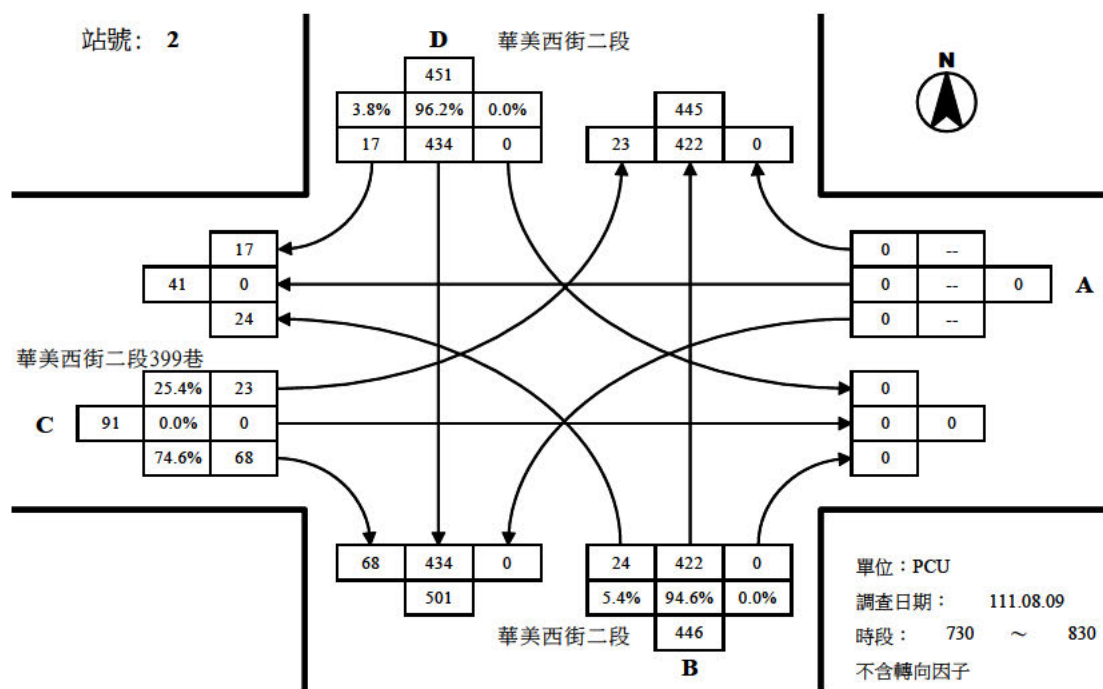 站號： 2
D 華美西街二段
451
3.8% 96.2% 0.0%
17 434 0
445
23 422 0
N
17
41 0
24
0 --
0 -- 0
0 --
A
華美西街二段399巷
25.4% 23
C 91 0.0% 0
74.6% 68
0
0 0
0
68 434 0
501
24 422 0
5.4% 94.6% 0.0%
446
華美西街二段
B
單位：PCU
調查日期： 111.08.09
時段： 730 ～ 830
不含轉向因子